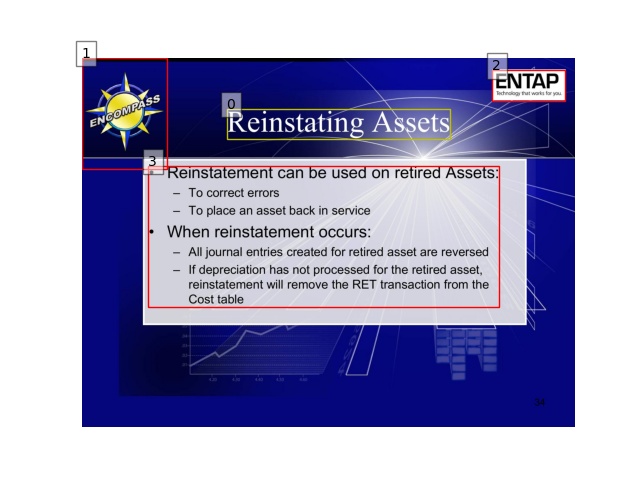 1
2
ENTAP
Technology that works for you
ENCOMPASS
0
Reinstating Assets
3
• Reinstatement can be used on retired Assets:
– To correct errors
– To place an asset back in service
• When reinstatement occurs:
– All journal entries created for retired asset are reversed
– If depreciation has not processed for the retired asset,
reinstatement will remove the RET transaction from the
Cost table
34